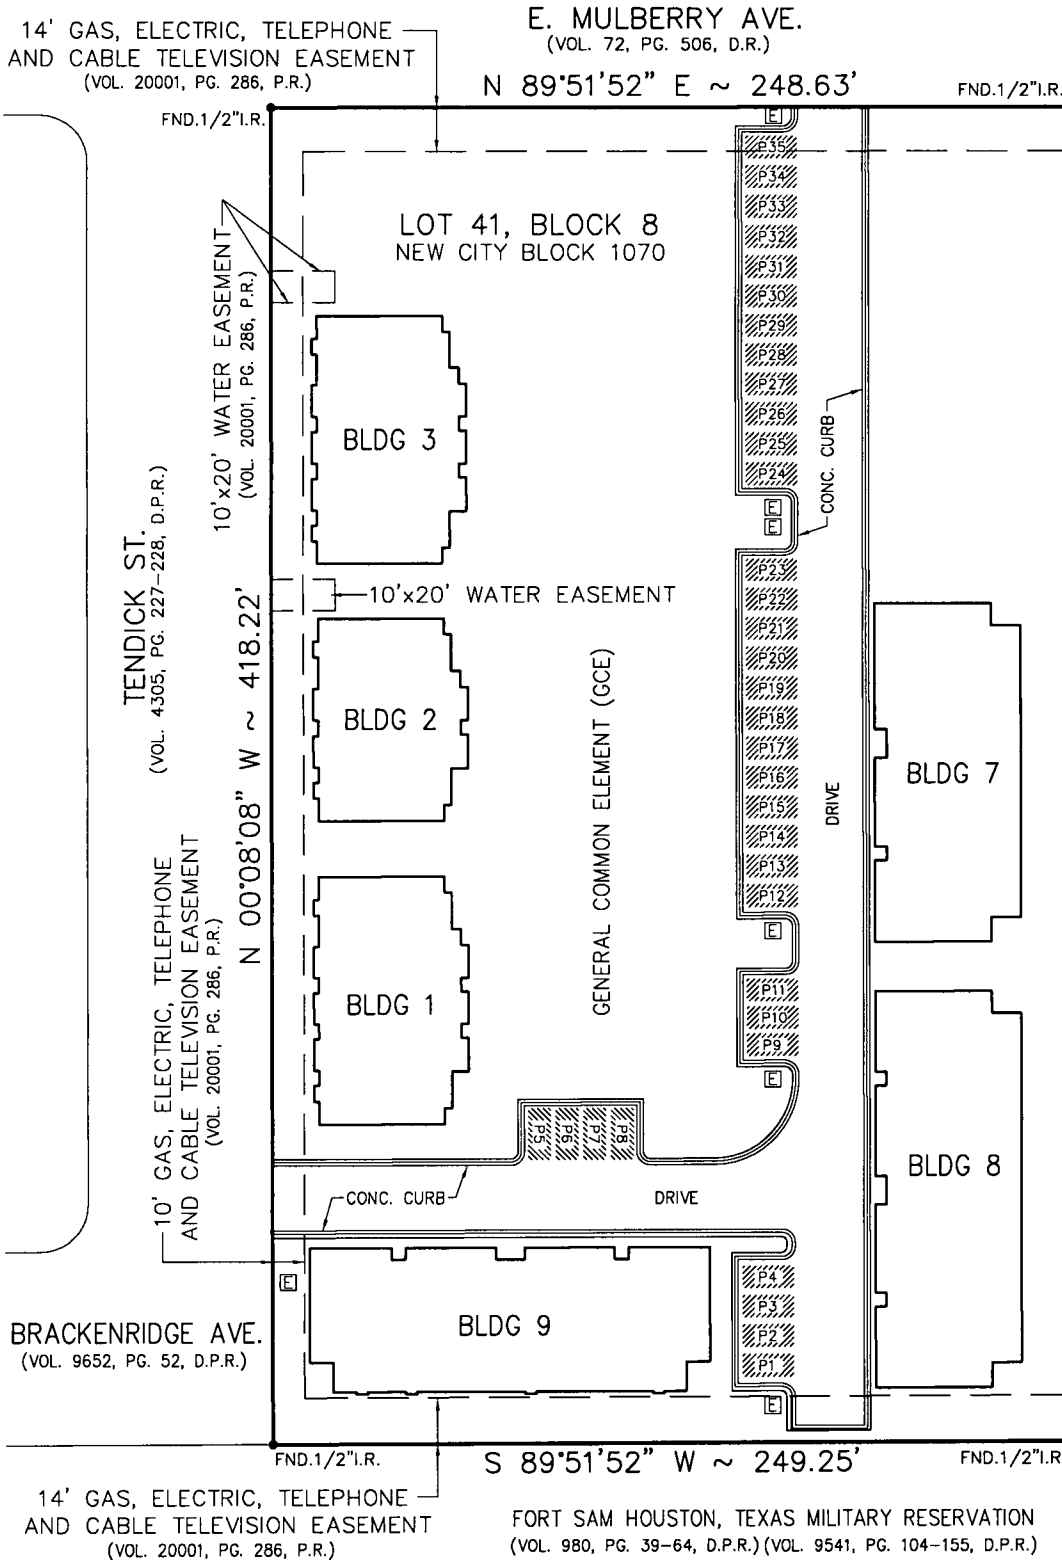 14' GAS, ELECTRIC, TELEPHONE
AND CABLE TELEVISION EASEMENT
(VOL. 20001, PG. 286, P.R.)
E. MULBERRY AVE.
(VOL. 72, PG. 506, D.R.)
N 89°51'52" E ~ 248.63'
FND.1/2"I.R.
FND.1/2"I.R.
LOT 41, BLOCK 8
NEW CITY BLOCK 1070
10'x20' WATER EASEMENT
(VOL. 20001, PG. 286, P.R.)
E
P35
P34
P33
P32
P31
P30
P29
P28
P27
P26
P25
P24
E
E
CONC. CURB
BLDG 3
TENDICK ST.
(VOL. 4305, PG. 227-228, D.P.R.)
N 00°08'08" W ~ 418.22'
10'x20' WATER EASEMENT
BLDG 2
GENERAL COMMON ELEMENT (GCE)
P23
P22
P21
P20
P19
P18
P17
P16
P15
P14
P13
P12
E
DRIVE
BLDG 7
10' GAS, ELECTRIC, TELEPHONE
AND CABLE TELEVISION EASEMENT
(VOL. 20001, PG. 286, P.R.)
BLDG 1
P11
P10
P9
E
P5
P6
P7
P8
BLDG 8
CONC. CURB
DRIVE
E
BLDG 9
P4
P3
P2
P1
E
BRACKENRIDGE AVE.
(VOL. 9652, PG. 52, D.P.R.)
FND.1/2"I.R.
S 89°51'52" W ~ 249.25'
FND.1/2"I.R.
14' GAS, ELECTRIC, TELEPHONE
AND CABLE TELEVISION EASEMENT
(VOL. 20001, PG. 286, P.R.)
FORT SAM HOUSTON, TEXAS MILITARY RESERVATION
(VOL. 980, PG. 39-64, D.P.R.) (VOL. 9541, PG. 104-155, D.P.R.)